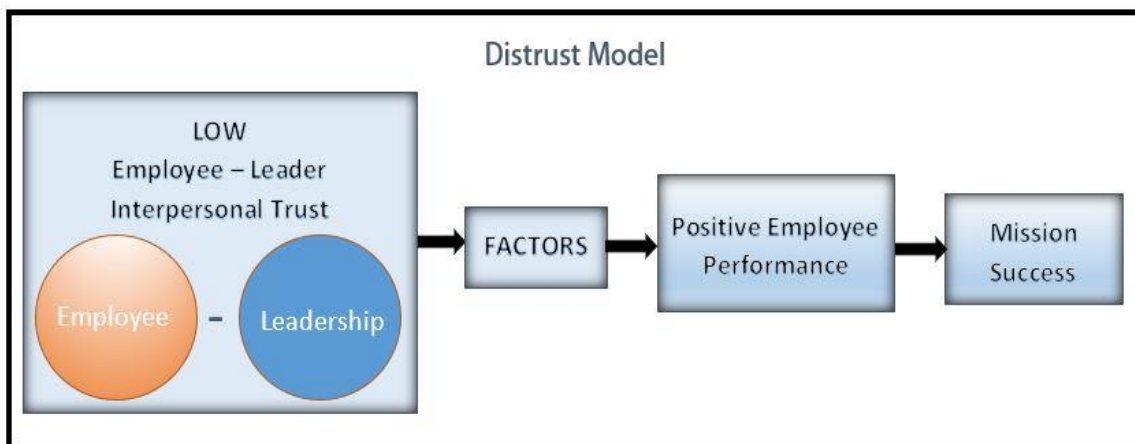 Distrust Model
LOW
Employee – Leader
Interpersonal Trust
Employee - Leadership
FACTORS
Positive Employee
Performance
Mission
Success